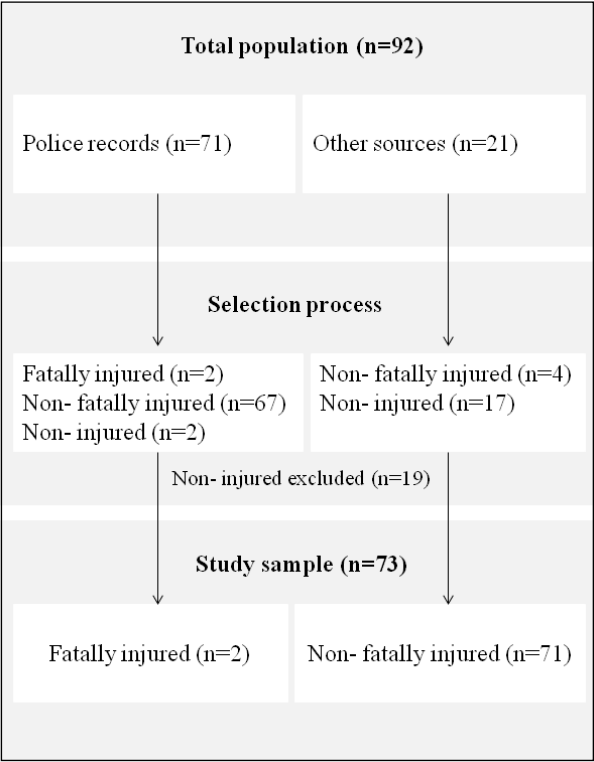 Total population (n=92)
Police records (n=71)
Other sources (n=21)
Selection process
Fatally injured (n=2)
Non- fatally injured (n=67)
Non- injured (n=2)
Non- fatally injured (n=4)
Non- injured (n=17)
Non- injured excluded (n=19)
Study sample (n=73)
Fatally injured (n=2)
Non- fatally injured (n=71)